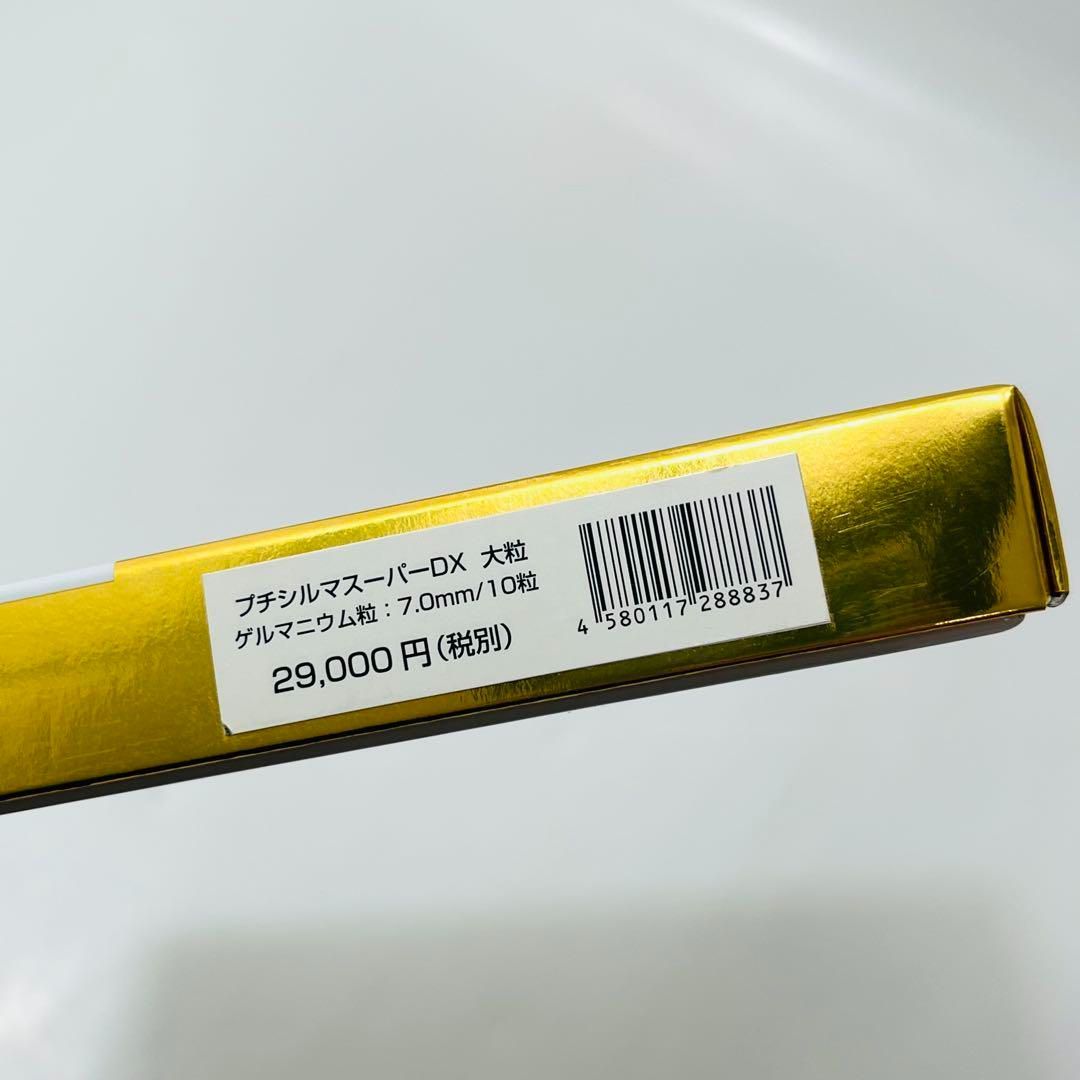 プチシルマスーパーDX 大粒
ゲルマニウム粒：7.0mm/10粒
29,000円（税別）
4 580117 288837